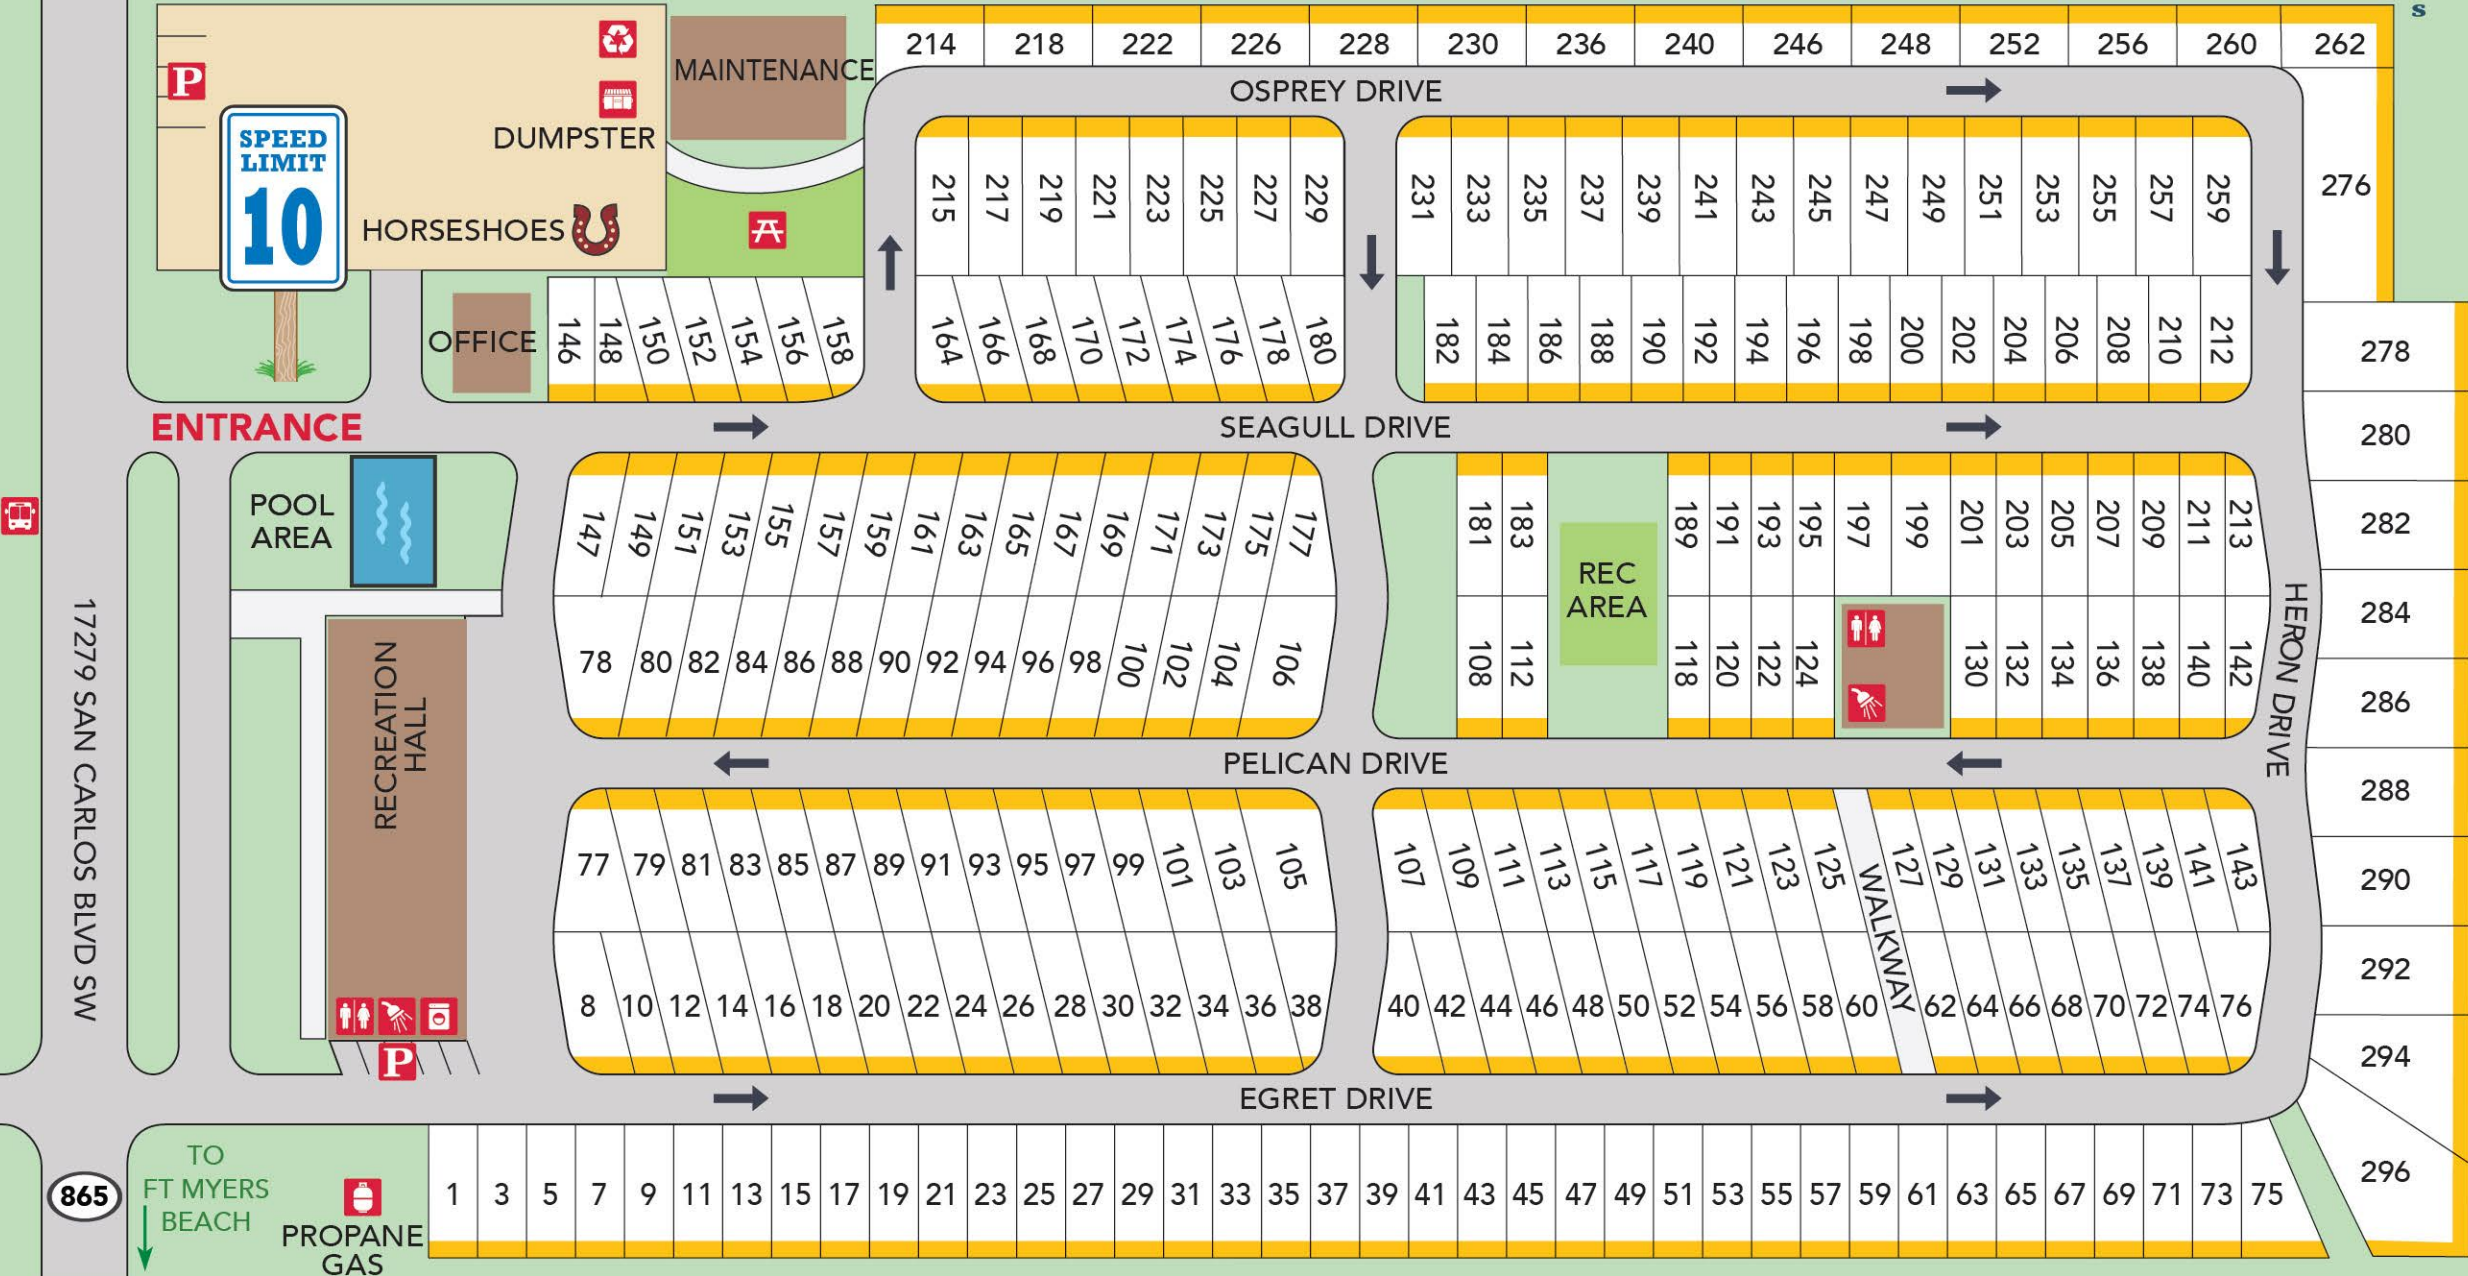 S
214 218 222 226 228 230 236 240 246 248 252 256 260 262
P
MAINTENANCE
OSPREY DRIVE
SPEED
LIMIT
10
DUMPSTER
HORSESHOES
215 217 219 221 223 225 227 229 231 233 235 237 239 241 243 245 247 249 251 253 255 257 259
276
OFFICE
146 148 150 152 154 156 158 164 166 168 170 172 174 176 178 180 182 184 186 188 190 192 194 196 198 200 202 204 206 208 210 212
278
ENTRANCE
SEAGULL DRIVE
280
POOL
AREA
147 149 151 153 155 157 159 161 163 165 167 169 171 173 175 177 181 183 189 191 193 195 197 199 201 203 205 207 209 211 213
282
REC
AREA
284
HERON DRIVE
17279 SAN CARLOS BLVD SW
RECREATION
HALL
78 80 82 84 86 88 90 92 94 96 98 100 102 104 106 108 112 118 120 122 124 130 132 134 136 138 140 142
286
PELICAN DRIVE
288
77 79 81 83 85 87 89 91 93 95 97 99 101 103 105 107 109 111 113 115 117 119 121 123 125 127 129 131 133 135 137 139 141 143
290
WALKWAY
292
8 10 12 14 16 18 20 22 24 26 28 30 32 34 36 38 40 42 44 46 48 50 52 54 56 58 60 62 64 66 68 70 72 74 76
P
294
EGRET DRIVE
865
TO
FT MYERS
BEACH
PROPANE
GAS
1 3 5 7 9 11 13 15 17 19 21 23 25 27 29 31 33 35 37 39 41 43 45 47 49 51 53 55 57 59 61 63 65 67 69 71 73 75
296